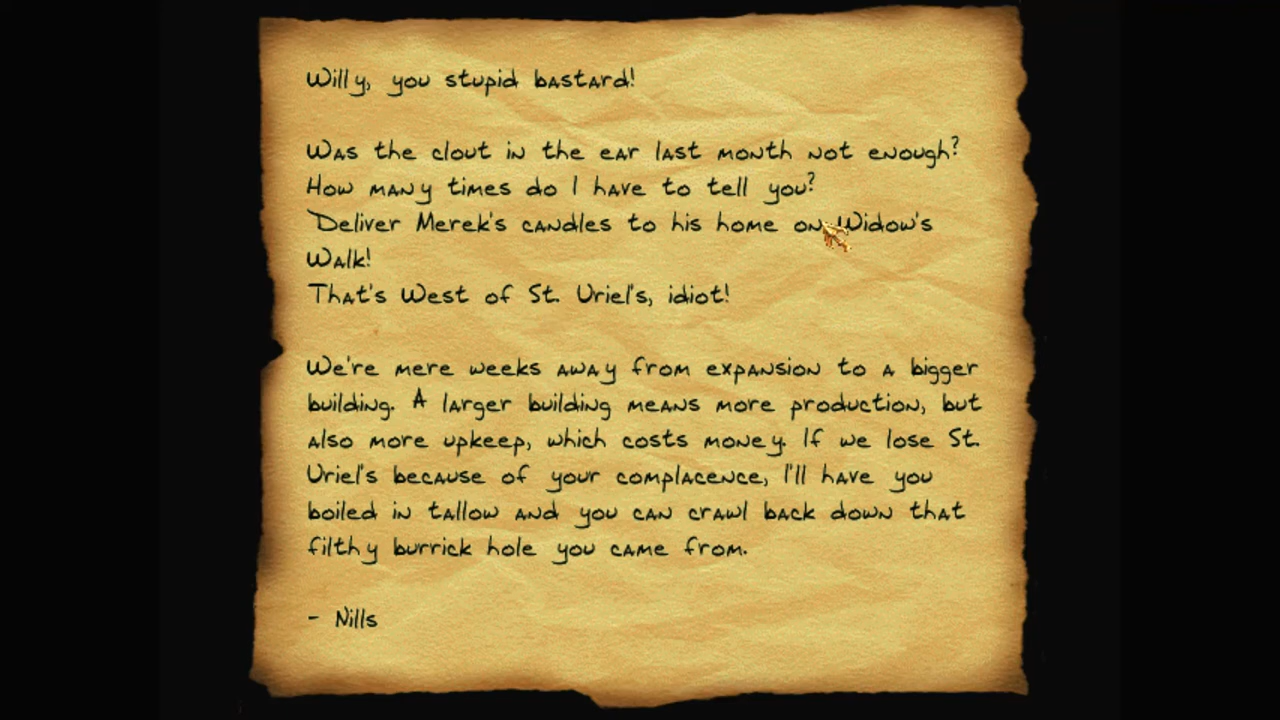 Willy, you stupid bastard!
Was the clout in the ear last month not enough?
How many times do I have to tell you?
Deliver Merek's candles to his home on Widow's
Walk!
That's West of St. Uriel's, idiot!
We're mere weeks away from expansion to a bigger
building. A larger building means more production, but
also more upkeep, which costs money. If we lose St.
Uriel's because of your complacence, I'll have you
boiled in tallow and you can crawl back down that
filthy burrick hole you came from.
- Nills